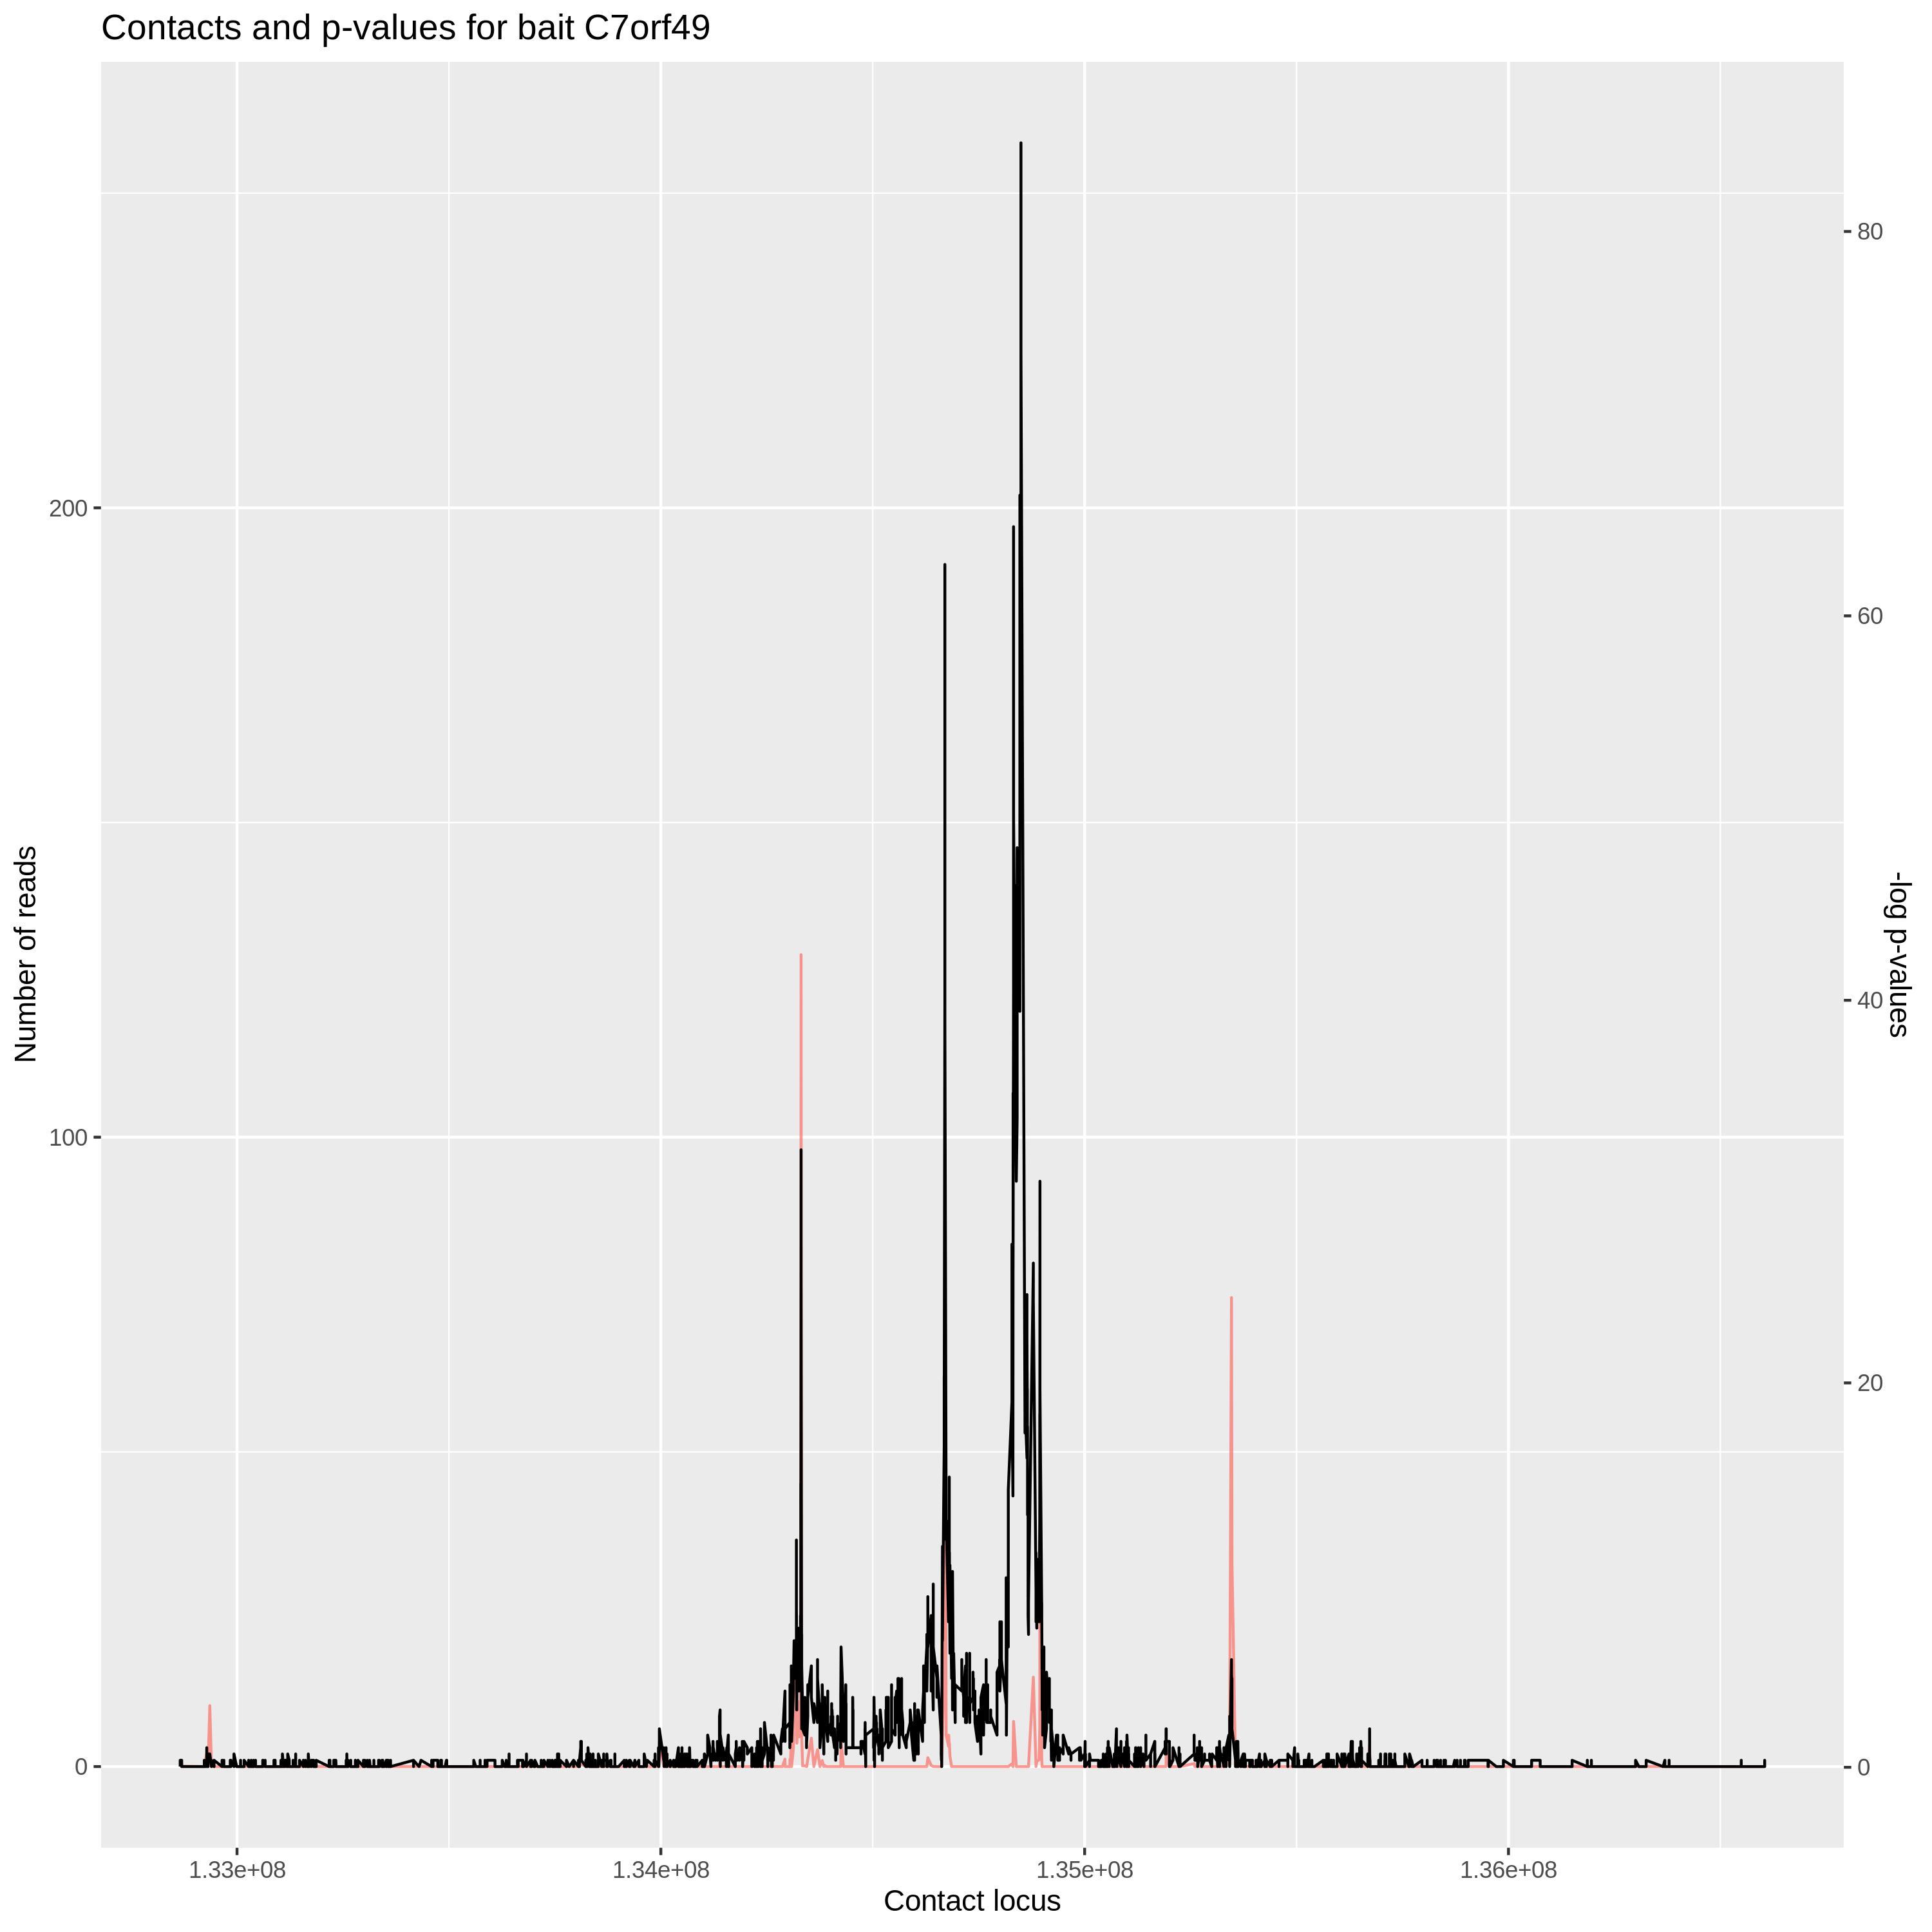 Contacts and p-values for bait C7orf49
Number of reads
200
100
0
80
60
40
20
0
-log p-values
1.33e+08
1.34e+08
1.35e+08
1.36e+08
Contact locus